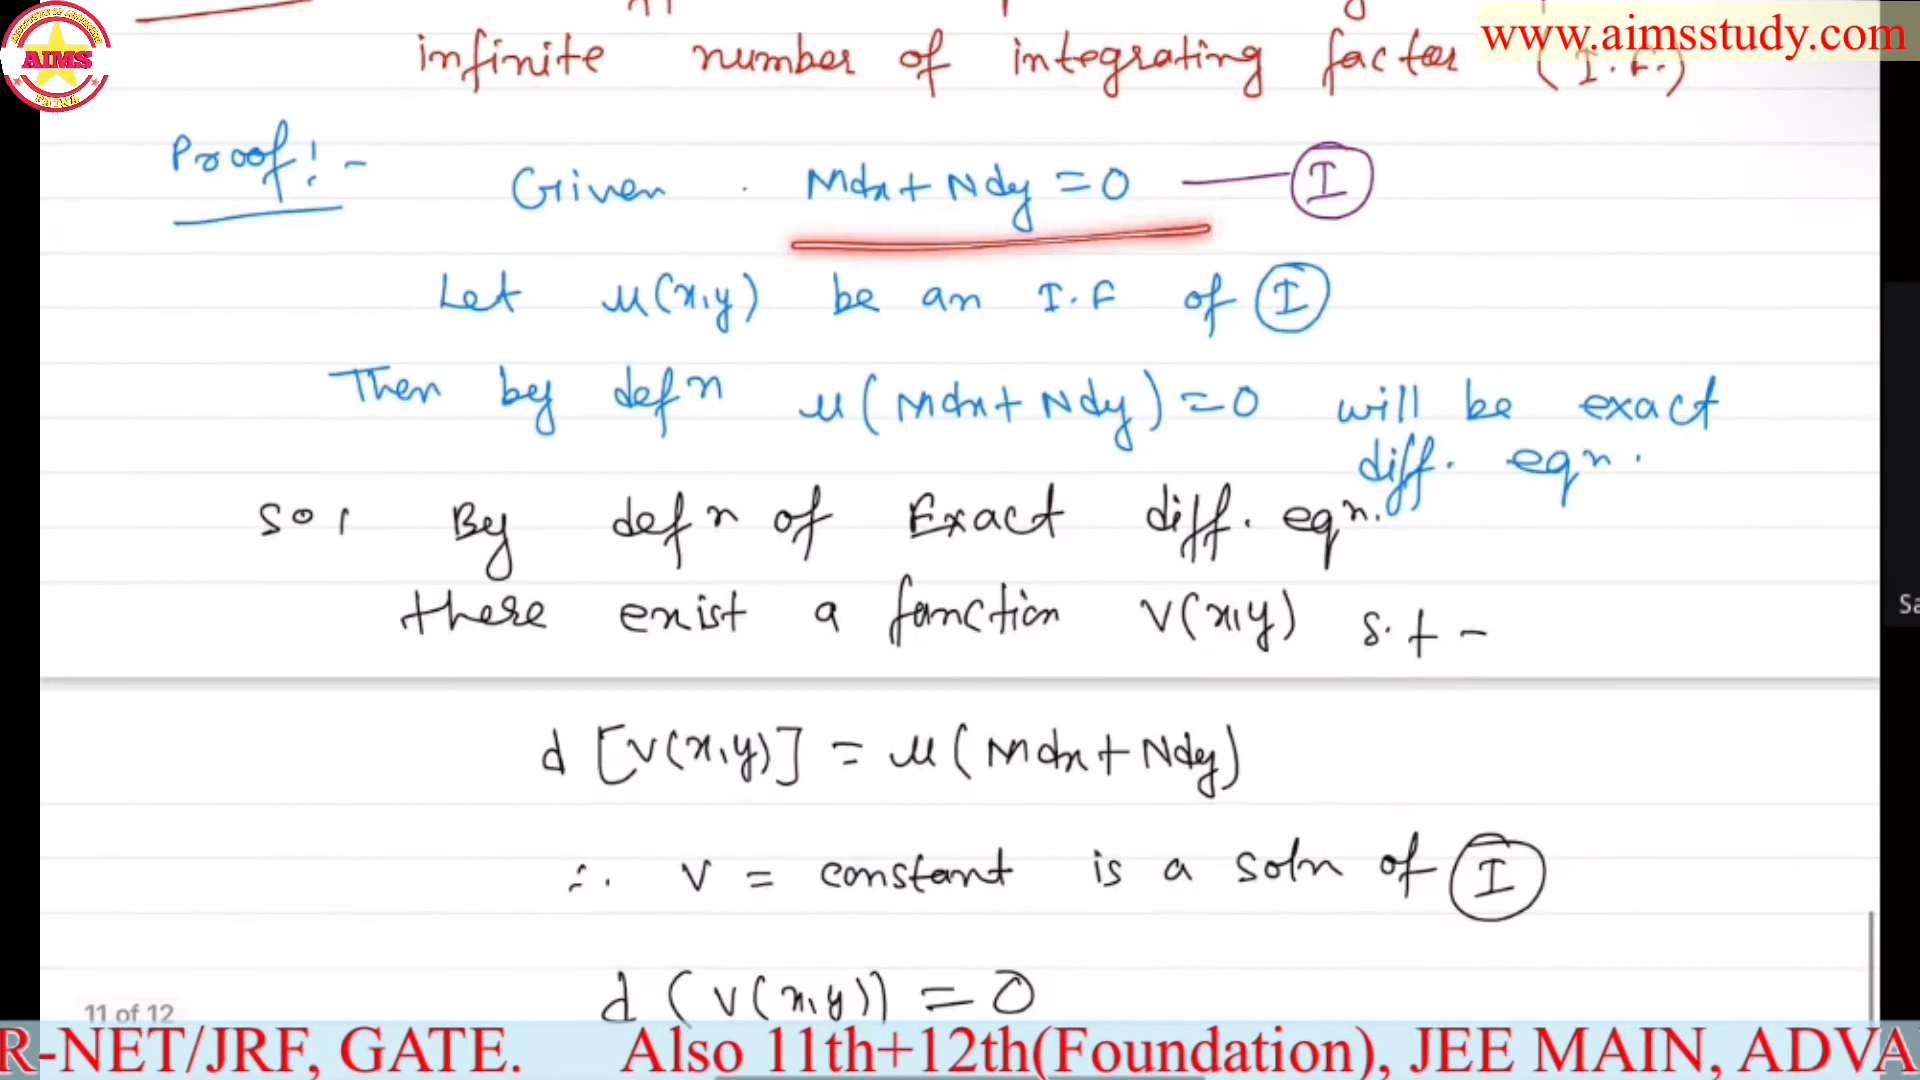 www.aimsstudy.com
AIMS
PATNA
infinite number of integrating factor (I.F.)
Proof:- Given Mdx + Ndy = 0 — (I)
Let μ(x,y) be an I.F of (I)
Then by defn μ(Mdx + Ndy) = 0 will be exact
diff. eqn.
So, By defn of Exact diff. eqn.
there exist a function V(x,y) s.t -
d [V(x,y)] = μ(Mdx + Ndy)
∴ V = constant is a soln of (I)
d (V(x,y)) = 0
11 of 12
Sa
R-NET/JRF, GATE. Also 11th+12th(Foundation), JEE MAIN, ADVA